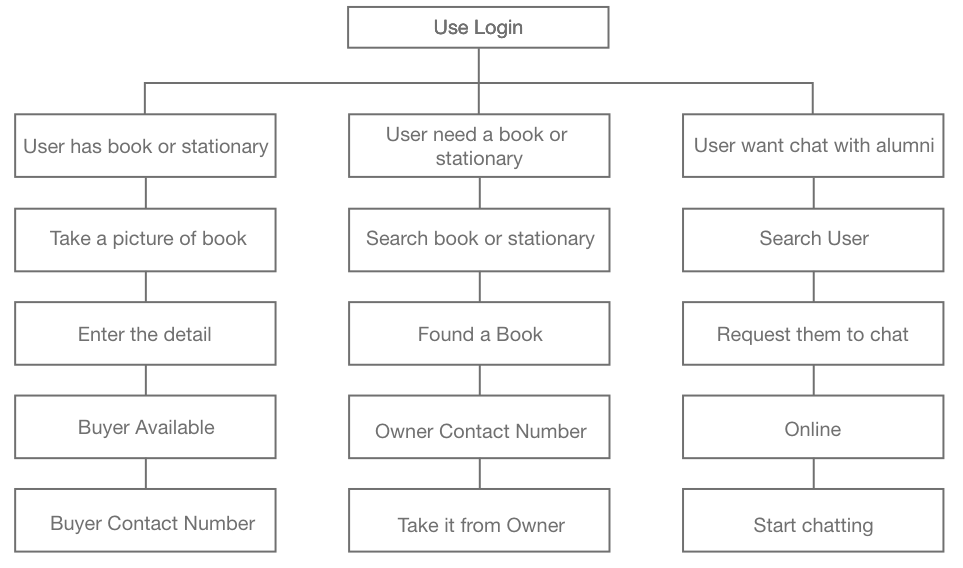 Use Login
User has book or stationary
User need a book or
stationary
User want chat with alumni
Take a picture of book
Search book or stationary
Search User
Enter the detail
Found a Book
Request them to chat
Buyer Available
Owner Contact Number
Online
Buyer Contact Number
Take it from Owner
Start chatting